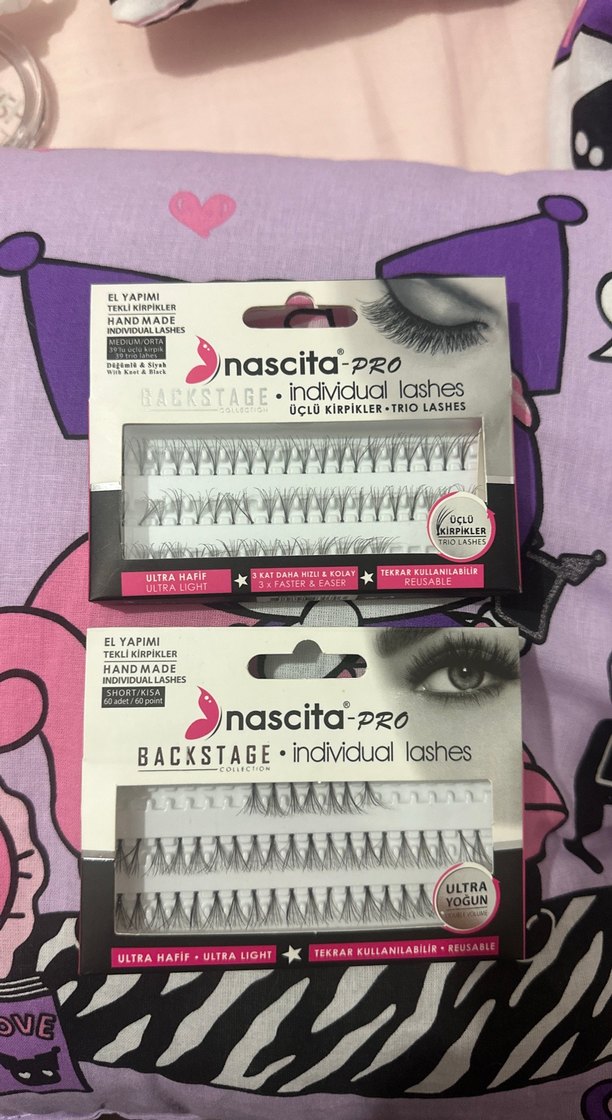 EL YAPIMI
TEKLİ KİRPİKLER
HAND MADE
INDIVIDUAL LASHES
MEDIUM/ORTA
39'lu üçlü kirpik
39 trio lahes
Düğümlü & Siyah
With Knot & Black
nascita®-PRO
BACKSTAGE • individual lashes
COLLECTION
ÜÇLÜ KİRPİKLER • TRIO LASHES
ÜÇLÜ
KİRPİKLER
TRIO LASHES
ULTRA HAFİF
ULTRA LIGHT
3 KAT DAHA HIZLI & KOLAY
3 x FASTER & EASER
TEKRAR KULLANILABİLİR
REUSABLE
EL YAPIMI
TEKLİ KİRPİKLER
HAND MADE
INDIVIDUAL LASHES
SHORT/KISA
60 adet / 60 point
nascita®-PRO
BACKSTAGE • individual lashes
COLLECTION
ULTRA
YOĞUN
ULTRA HAFİF • ULTRA LIGHT
TEKRAR KULLANILABİLİR • REUSABLE
OVE